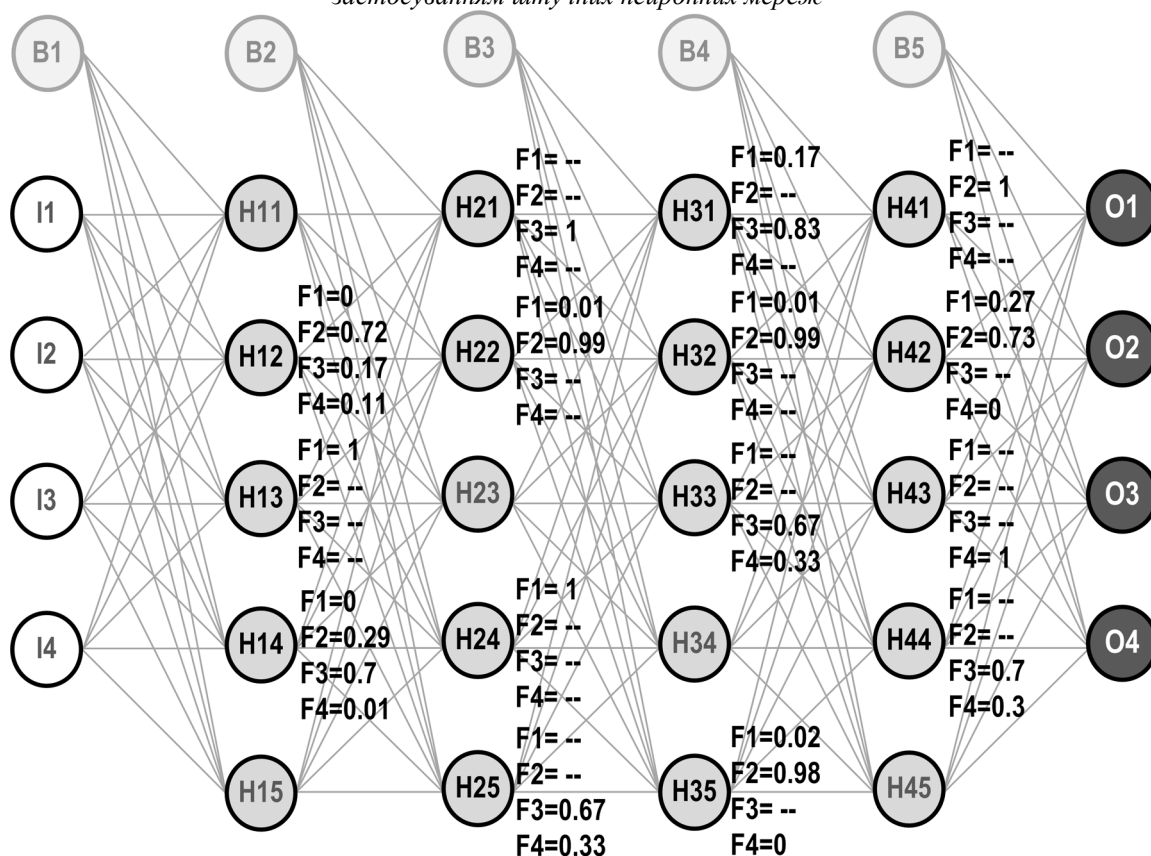 застосуванням штучних нейронних мереж
B1
B2
B3
B4
B5
I1
I2
I3
I4
H11
H12
F1=0
F2=0.72
F3=0.17
F4=0.11
H13
F1= 1
F2= --
F3= --
F4= --
H14
F1=0
F2=0.29
F3=0.7
F4=0.01
H15
H21
F1= --
F2= --
F3= 1
F4= --
H22
F1=0.01
F2=0.99
F3= --
F4= --
H23
H24
F1= 1
F2= --
F3= --
F4= --
H25
F1= --
F2= --
F3=0.67
F4=0.33
H31
F1=0.17
F2= --
F3=0.83
F4= --
H32
F1=0.01
F2=0.99
F3= --
F4= --
H33
F1= --
F2= --
F3=0.67
F4=0.33
H34
H35
F1=0.02
F2=0.98
F3= --
F4=0
H41
F1= --
F2= 1
F3= --
F4= --
H42
F1=0.27
F2=0.73
F3= --
F4=0
H43
F1= --
F2= --
F3= --
F4= 1
H44
F1= --
F2= --
F3=0.7
F4=0.3
H45
O1
O2
O3
O4